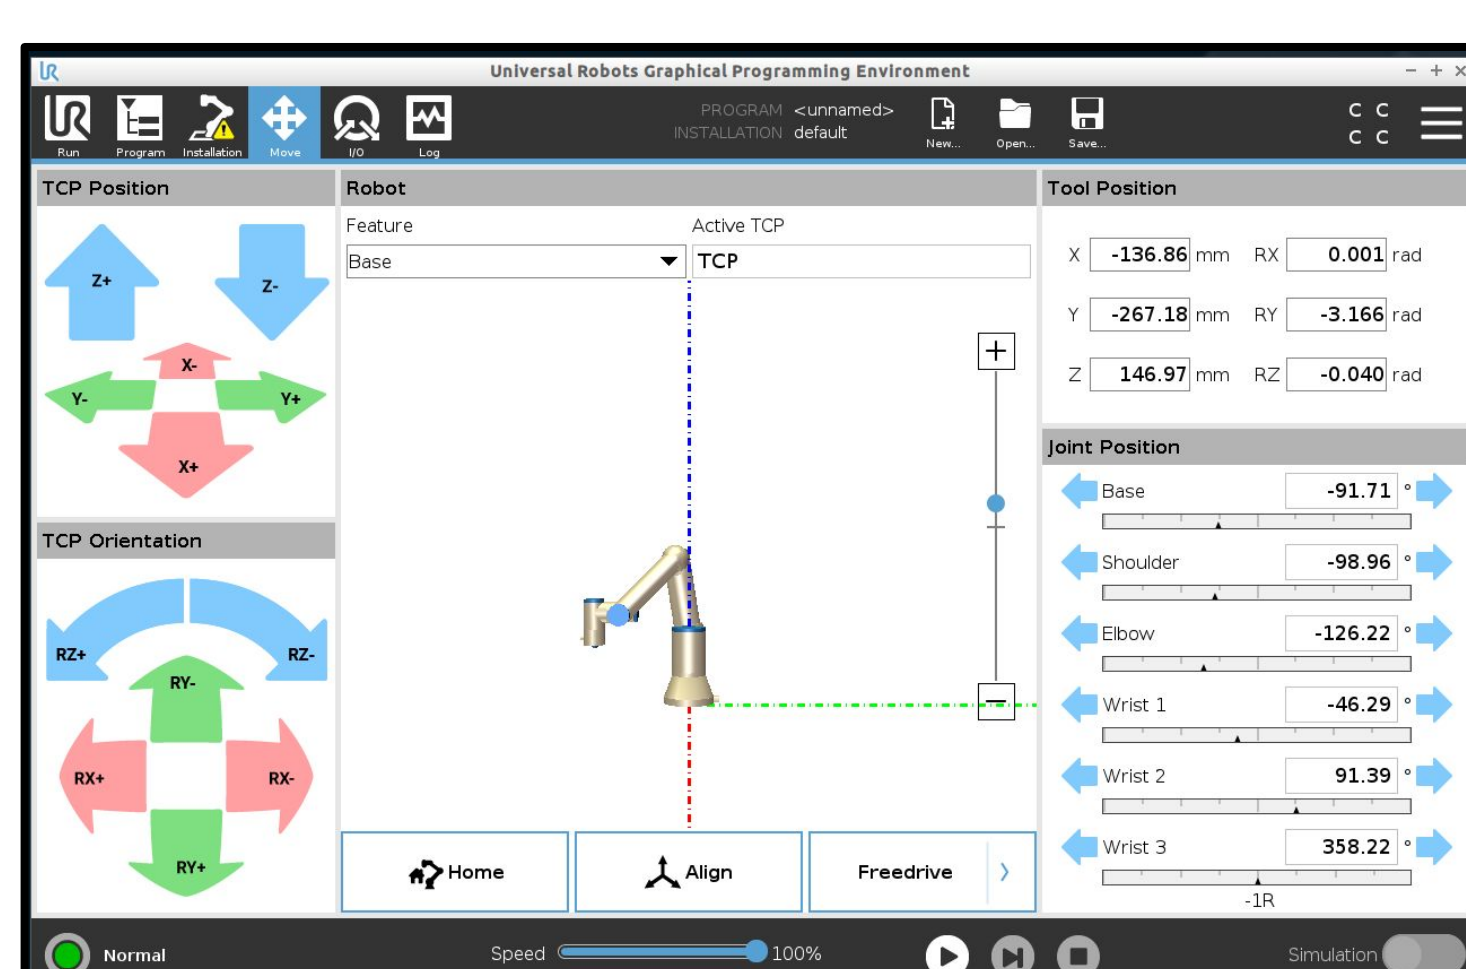 UR
Universal Robots Graphical Programming Environment
UR
Run
Program
Installation
Move
I/O
Log
PROGRAM <unnamed>
INSTALLATION default
New...
Open...
Save...
C C
C C
TCP Position
Z+
Z-
X-
Y-
Y+
X+
TCP Orientation
RZ+
RZ-
RY-
RX+
RX-
RY+
Robot
Feature
Active TCP
Base
TCP
Home
Align
Freedrive
Tool Position
X -136.86 mm RX 0.001 rad
Y -267.18 mm RY -3.166 rad
Z 146.97 mm RZ -0.040 rad
Joint Position
Base -91.71 °
Shoulder -98.96 °
Elbow -126.22 °
Wrist 1 -46.29 °
Wrist 2 91.39 °
Wrist 3 358.22 °
-1R
Normal
Speed 100%
Simulation